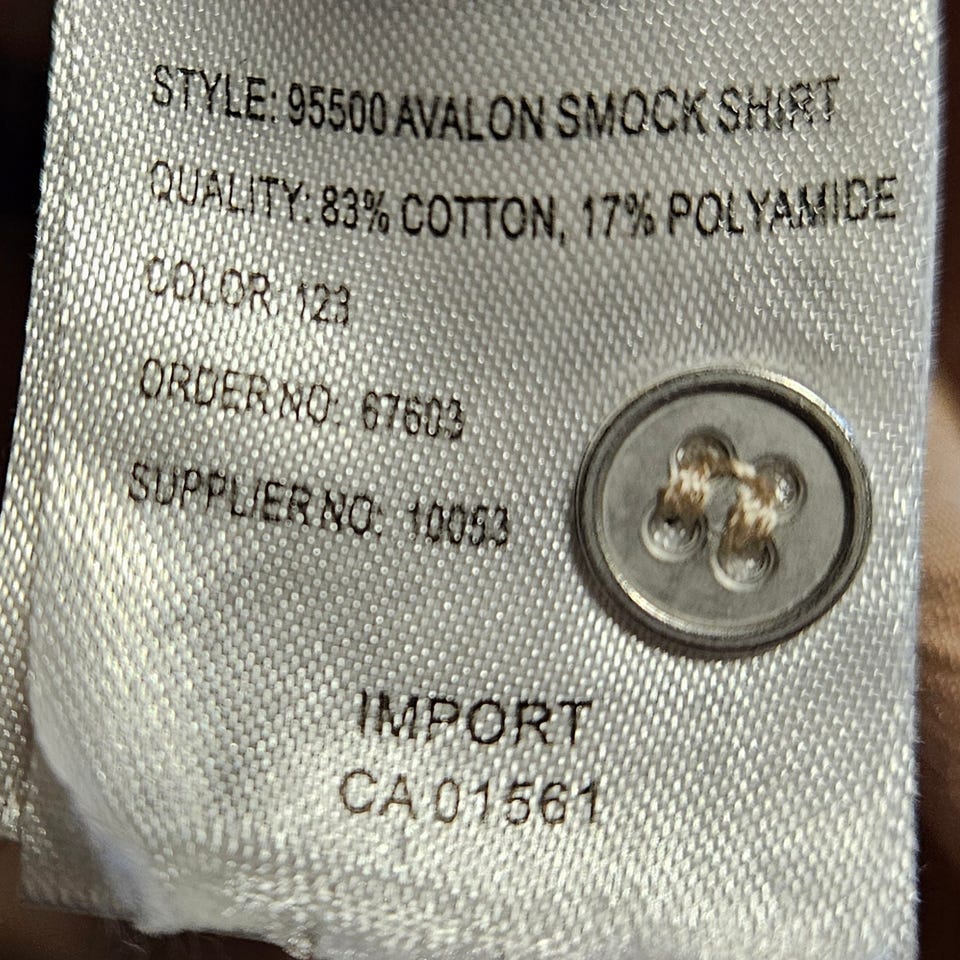 STYLE: 95500 AVALON SMOCK SHIRT
QUALITY: 83% COTTON, 17% POLYAMIDE
COLOR: 123
ORDER NO: 67603
SUPPLIER NO: 10053
IMPORT
CA 01561